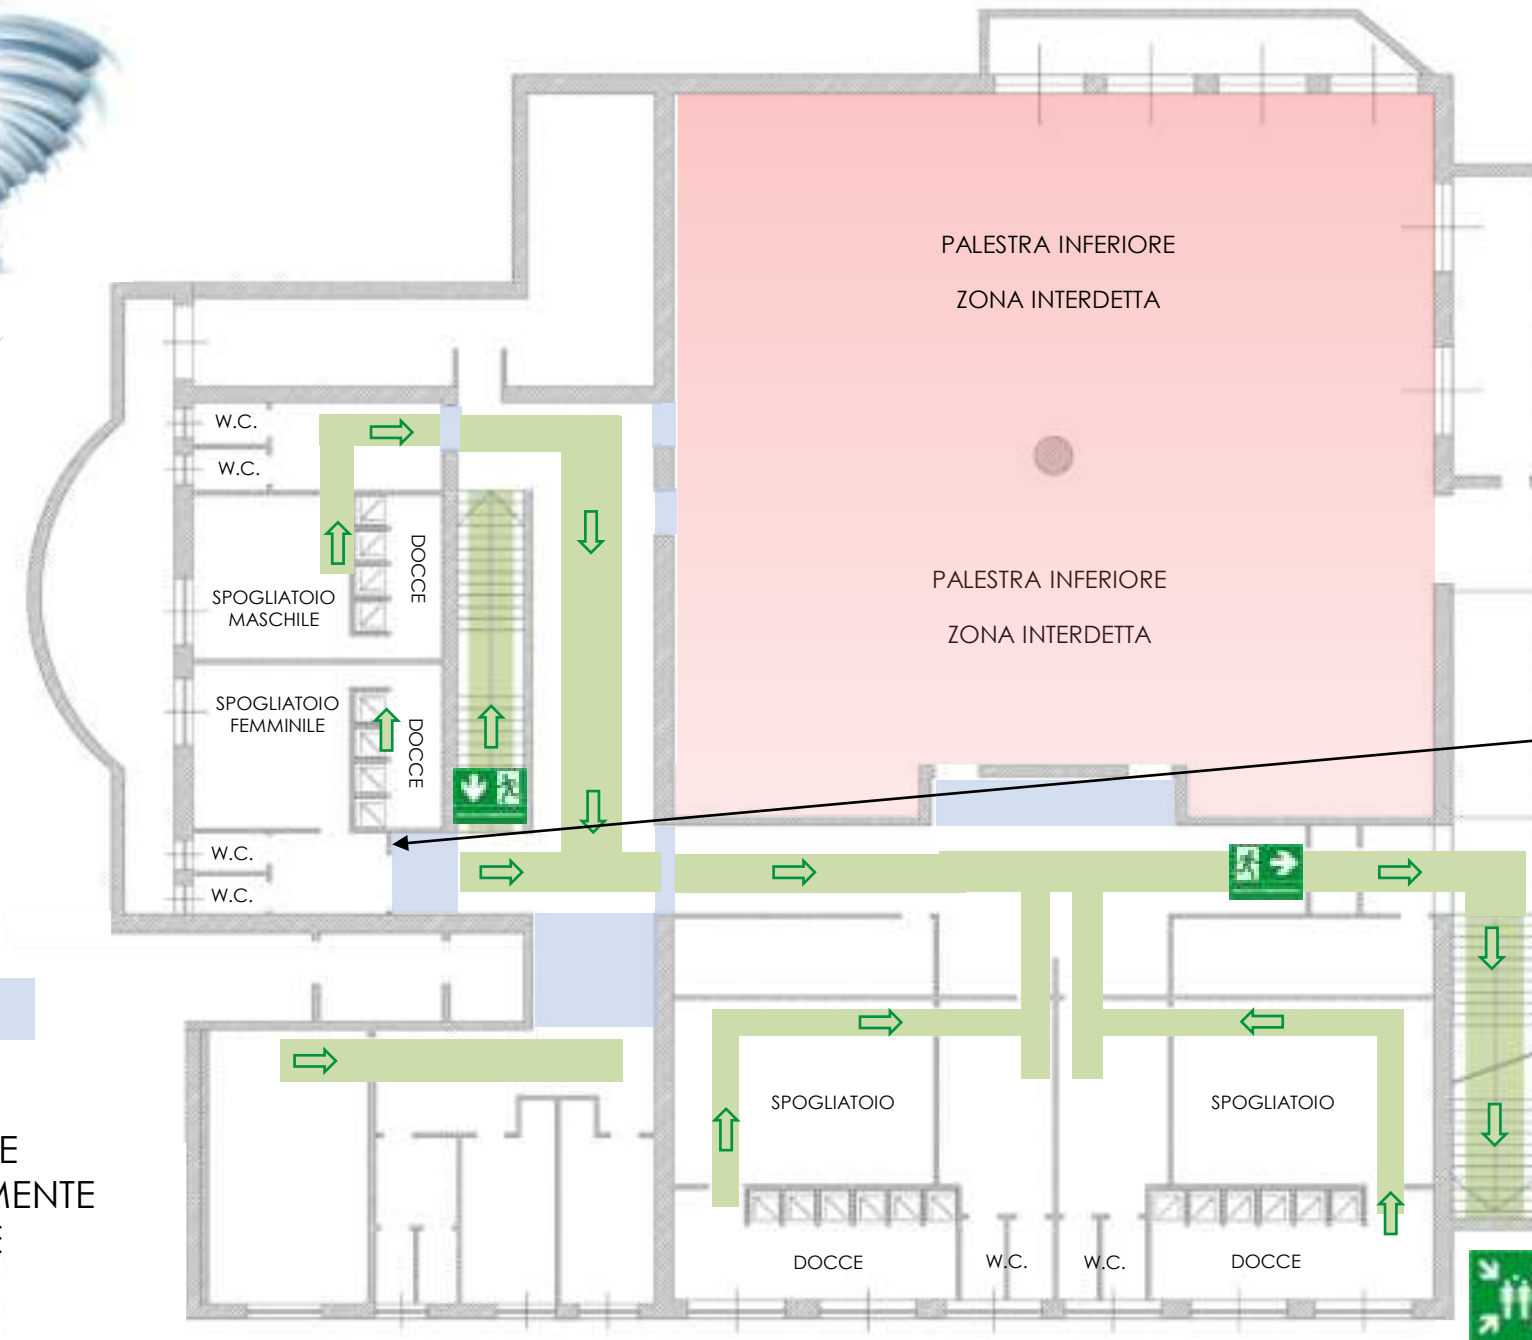 PALESTRA INFERIORE
ZONA INTERDETTA
W.C.
W.C.
DOCCE
PALESTRA INFERIORE
ZONA INTERDETTA
SPOGLIATOIO
MASCHILE
SPOGLIATOIO
FEMMINILE
DOCCE
W.C.
W.C.
SPOGLIATOIO
SPOGLIATOIO
DOCCE
W.C.
W.C.
DOCCE
E
MENTE